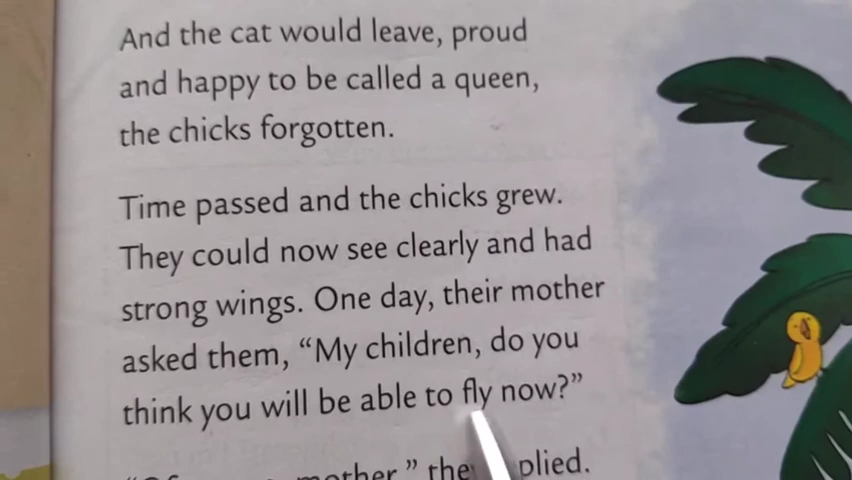 And the cat would leave, proud
and happy to be called a queen,
the chicks forgotten.
Time passed and the chicks grew.
They could now see clearly and had
strong wings. One day, their mother
asked them, “My children, do you
think you will be able to fly now?”
mother,”